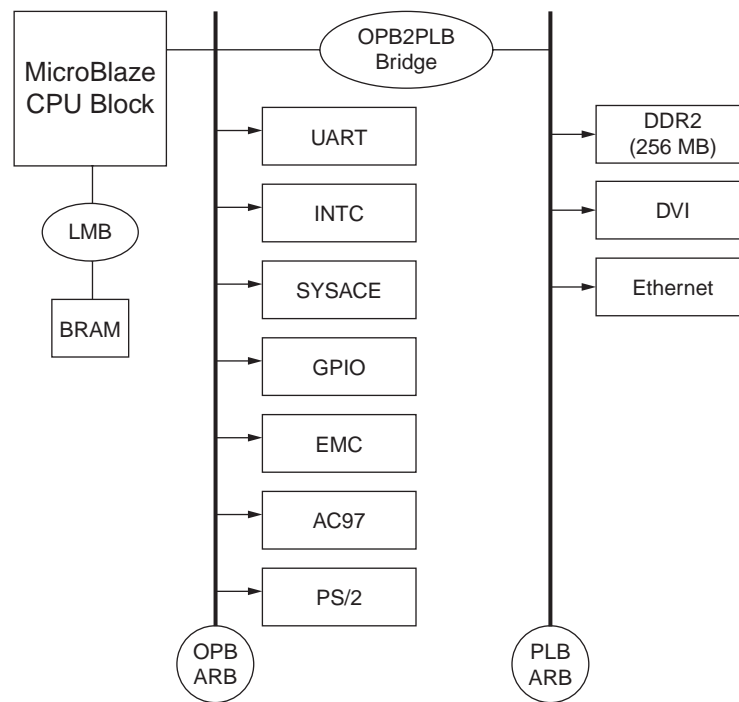 MicroBlaze
CPU Block
OPB2PLB
Bridge
UART
DDR2
(256 MB)
INTC
DVI
LMB
SYSACE
Ethernet
BRAM
GPIO
EMC
AC97
PS/2
OPB
ARB
PLB
ARB